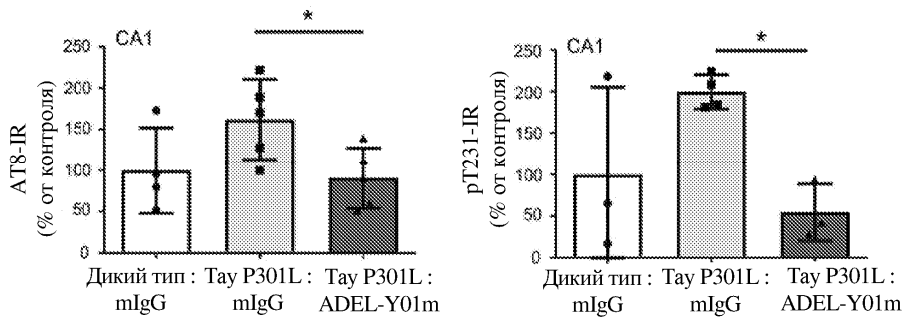 CA1
*
AT8-IR
(% от контроля)
250
200
150
100
50
0
Дикий тип :
mIgG
Тау P301L :
mIgG
Тау P301L :
ADEL-Y01m
CA1
*
pT231-IR
(% от контроля)
250
200
150
100
50
0
Дикий тип :
mIgG
Тау P301L :
mIgG
Тау P301L :
ADEL-Y01m